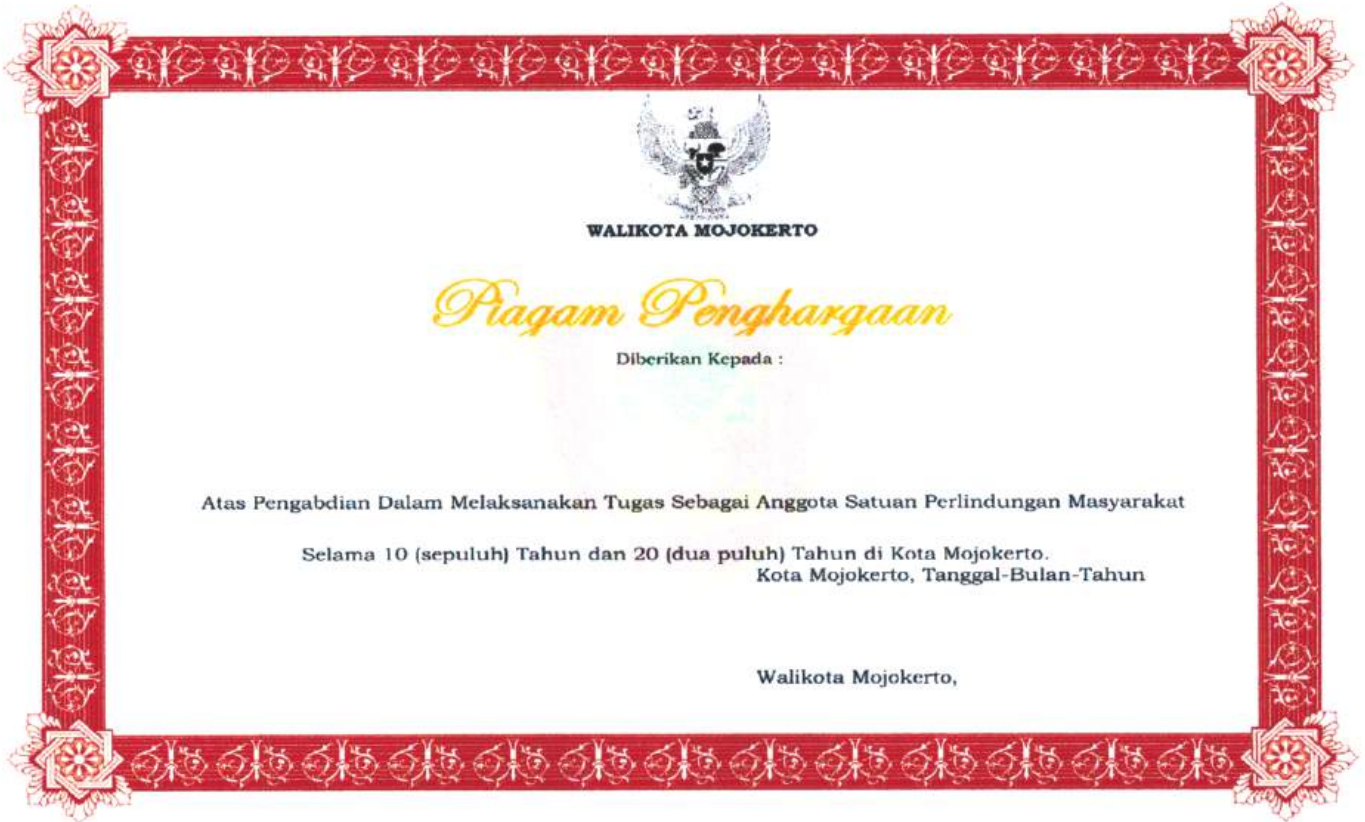 WALIKOTA MOJOKERTO
Piagam Penghargaan
Diberikan Kepada :
Atas Pengabdian Dalam Melaksanakan Tugas Sebagai Anggota Satuan Perlindungan Masyarakat
Selama 10 (sepuluh) Tahun dan 20 (dua puluh) Tahun di Kota Mojokerto.
Kota Mojokerto, Tanggal-Bulan-Tahun
Walikota Mojokerto,